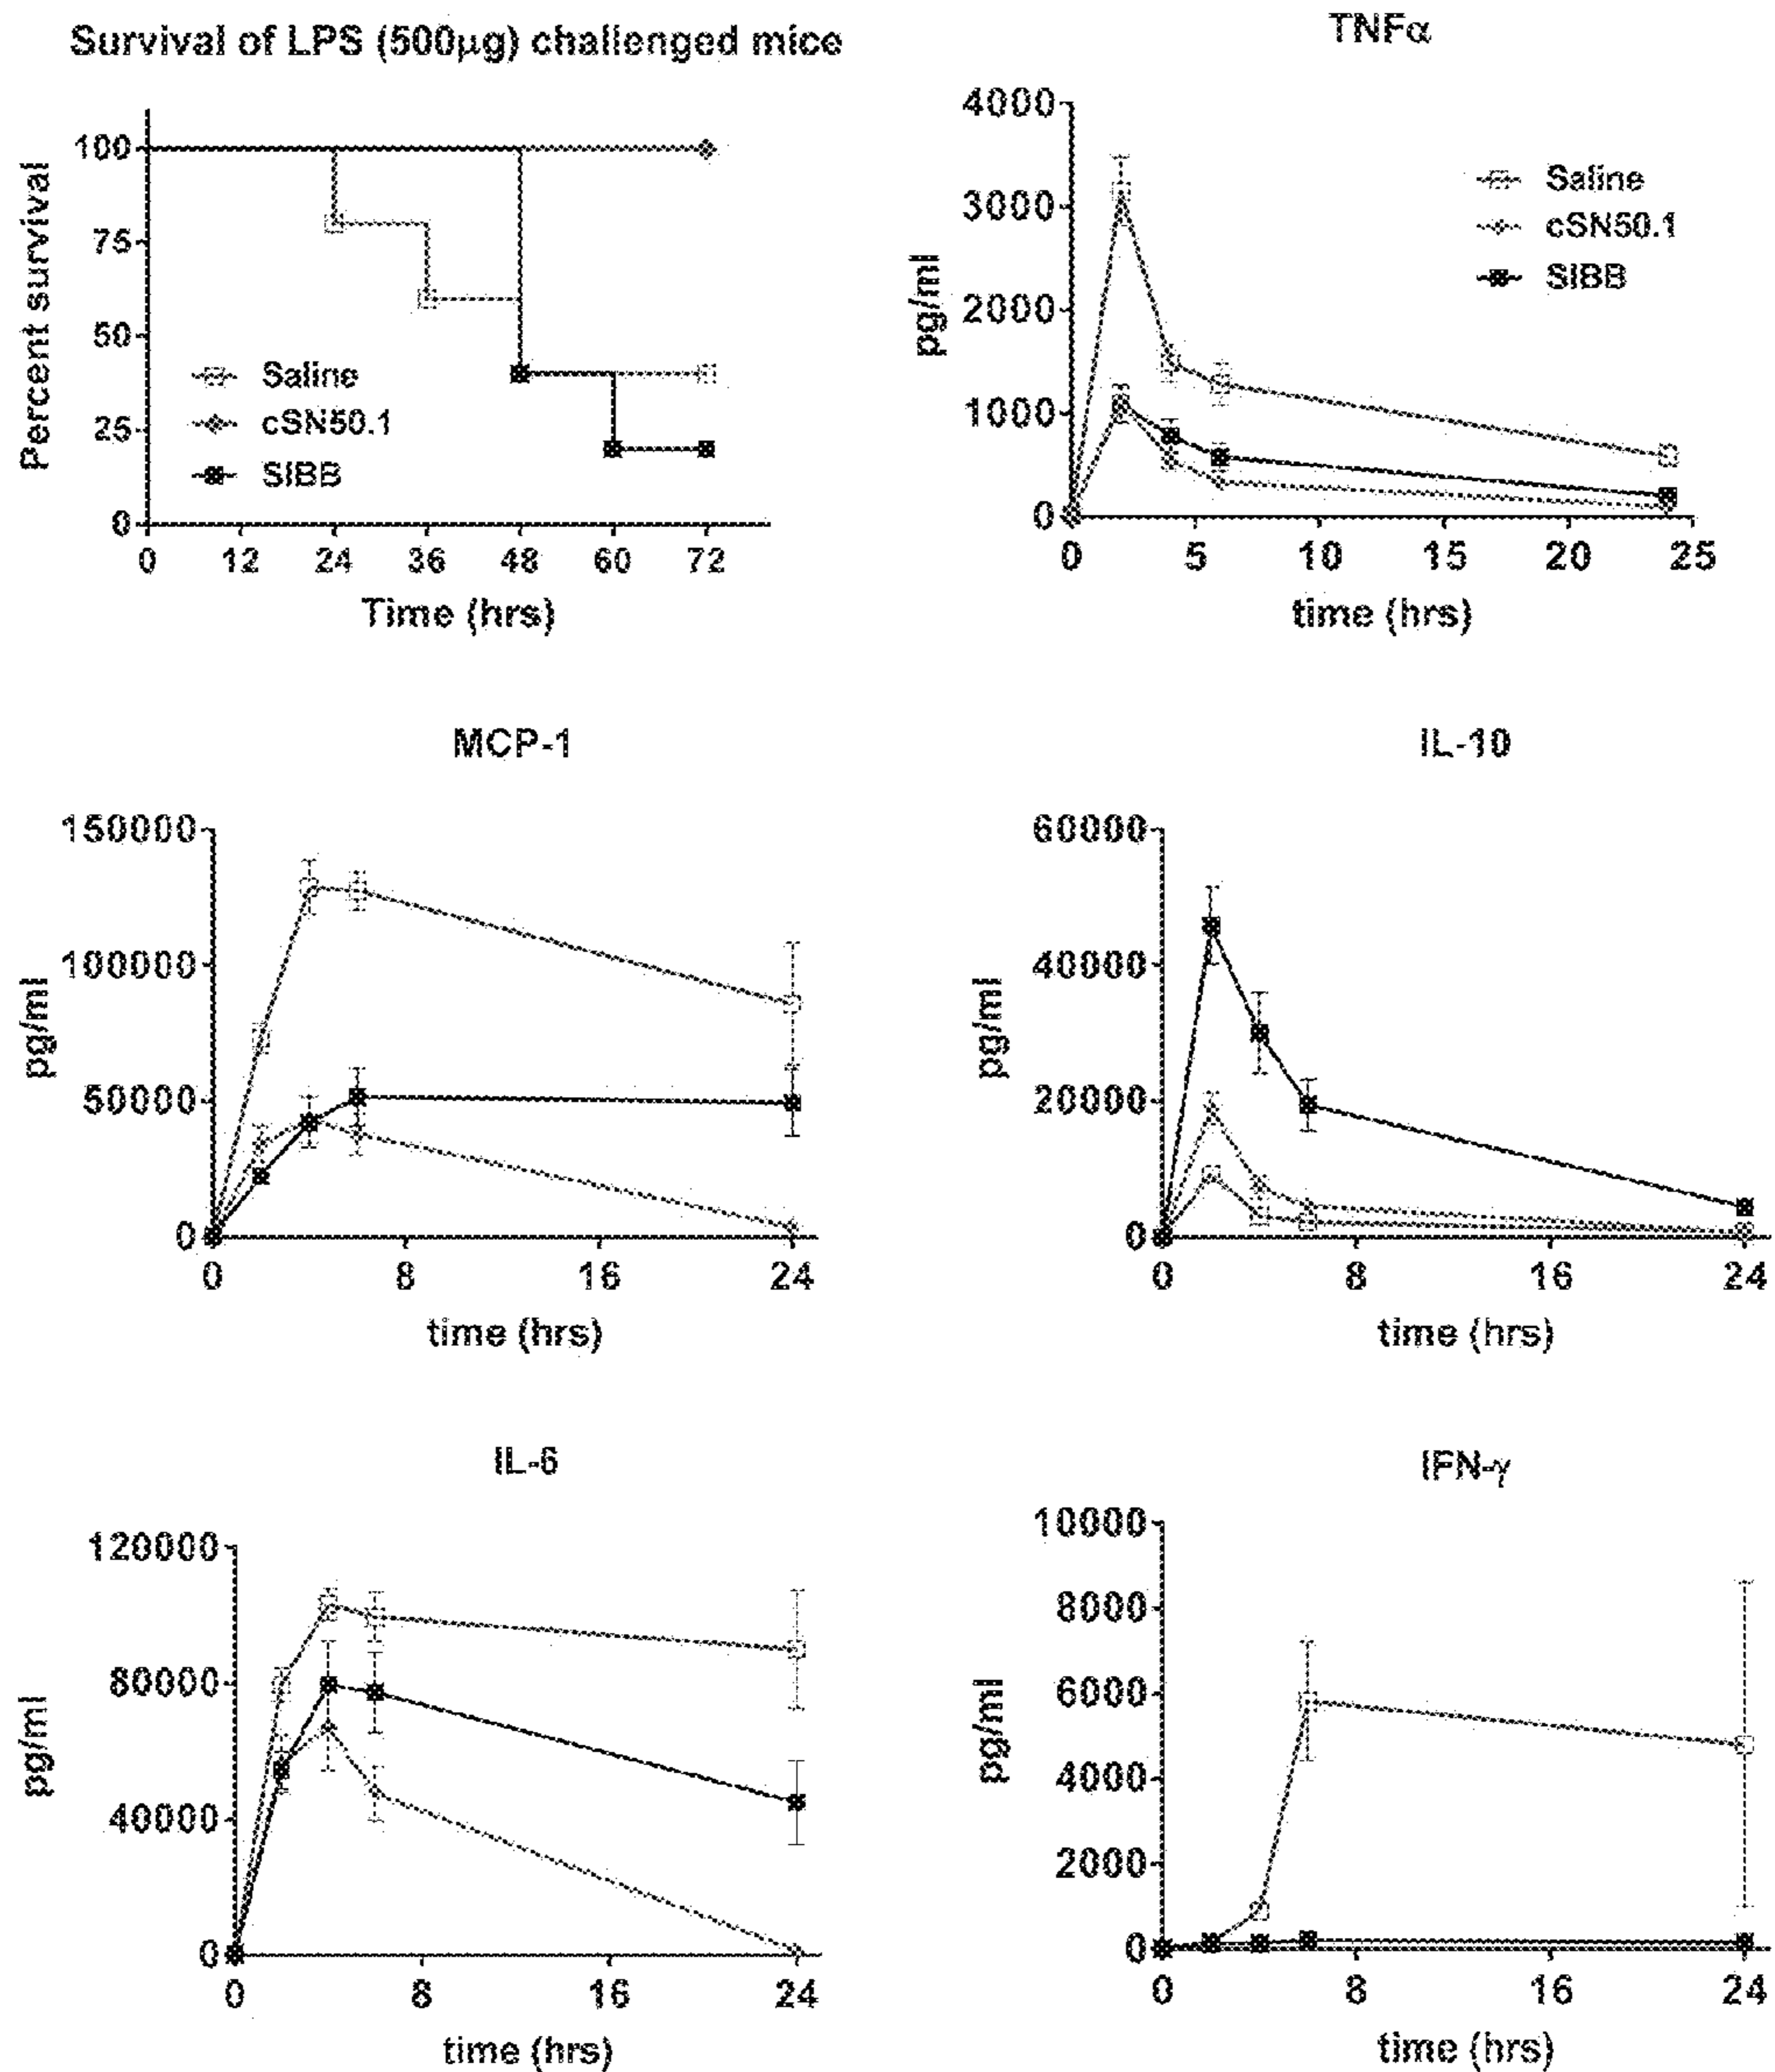 Survival of LPS (500μg) challenged mice
Percent survival
100
75
50
25
0
Saline
cSN50.1
SIBB
0 12 24 36 48 60 72
Time (hrs)
TNFα
pg/ml
4000
3000
2000
1000
0
Saline
cSN50.1
SIBB
0 5 10 15 20 25
time (hrs)
MCP-1
pg/ml
150000
100000
50000
0
0 8 16 24
time (hrs)
IL-10
pg/ml
60000
40000
20000
0
0 8 16 24
time (hrs)
IL-6
pg/ml
120000
80000
40000
0
0 8 16 24
time (hrs)
IFN-γ
pg/ml
10000
8000
6000
4000
2000
0
0 8 16 24
time (hrs)